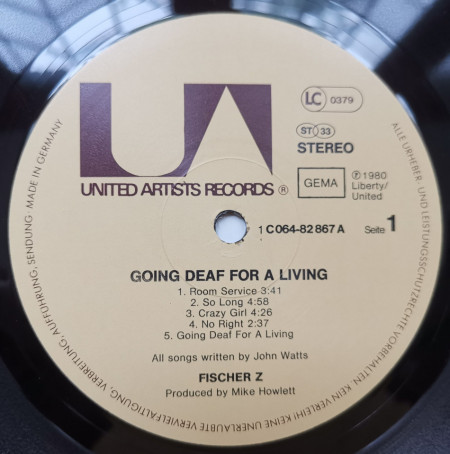 UA
UNITED ARTISTS RECORDS ®
LC 0379
ST 33
STEREO
GEMA
℗ 1980
Liberty/
United
1C 064-82 867 A
Seite 1
GOING DEAF FOR A LIVING
1. Room Service 3:41
2. So Long 4:58
3. Crazy Girl 4:26
4. No Right 2:37
5. Going Deaf For A Living
All songs written by John Watts
FISCHER Z
Produced by Mike Howlett
ALLE URHEBER- UND LEISTUNGSSCHUTZRECHTE VORBEHALTEN. KEIN VERLEIH! KEINE UNERLAUBTE VERVIELFÄLTIGUNG, VERBREITUNG, AUFFÜHRUNG, SENDUNG · MADE IN GERMANY